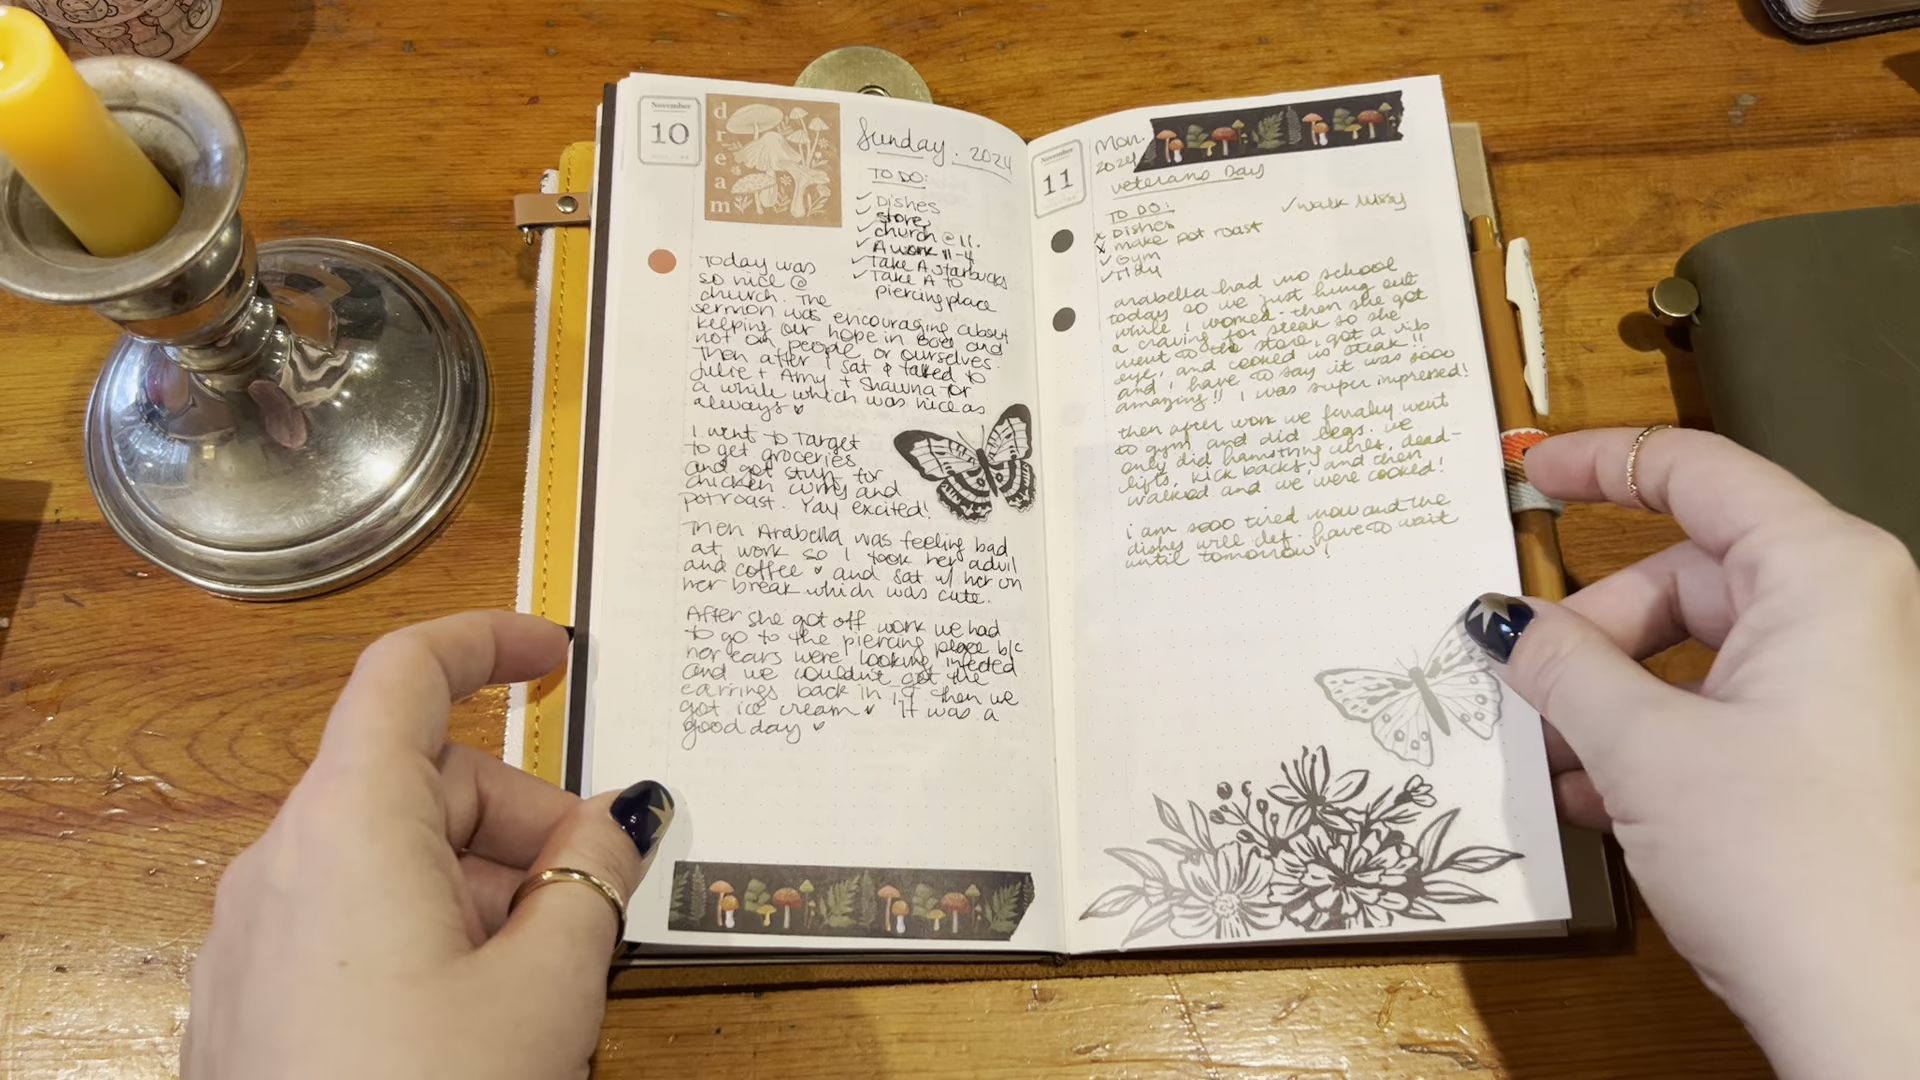 November
10
dream
Sunday. 2024
TO DO:
✓ Dishes
✓ store
✓ church @ 11.
✓ A work 11-4
✓ Take A Starbucks
✓ Take A to
piercing place
Today was
so nice @
church. The
sermon was encouraging about
keeping our hope in God and
not on people or ourselves.
Then after I sat & talked to
Julie + Amy + Shawna for
a while which was nice as
always ♥
I went to Target
to get groceries
and got stuff for
chicken curry and
pot roast. Yay excited!
Then Arabella was feeling bad
at work so I took her advil
and coffee ♥ and sat w/ her on
her break which was cute.
After she got off work we had
to go to the piercing place b/c
her ears were looking infected
and we couldn't get the
earrings back in :( Then we
got ice cream ♥ It was a
good day ♥
November
11
Mon.
2024
Veterans Day
TO DO:
x Dishes
x make pot roast
✓ Gym
✓ Tidy
✓ walk Missy
arabella had no school
today so we just hung out
while I worked. then she got
a craving for steak so she
went to the store, got a rib
eye, and cooked us steak!!
and I have to say it was sooo
amazing!! I was super impressed!
then after work we finally went
to gym and did legs. we
only did hamstring curls, dead-
lifts, kick backs, and then
walked and we were cooked!
i am sooo tired now and the
dishes will def. have to wait
until tomorrow!